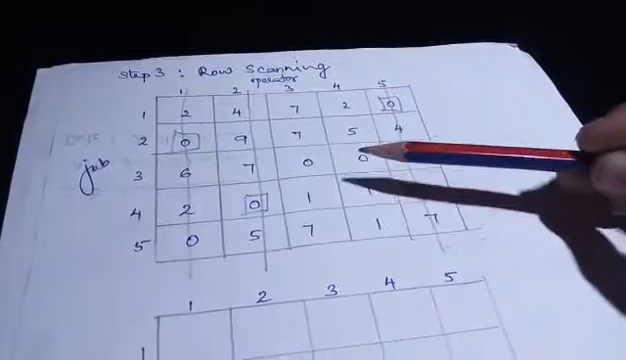 step 3 : Row Scanning
operator
1 2 3 4 5
1 2 4 7 2 0
2 0 9 7 5 4
job
3 6 7 0 0
4 2 0 1 1
5 0 5 7 1 7
1 2 3 4 5
1